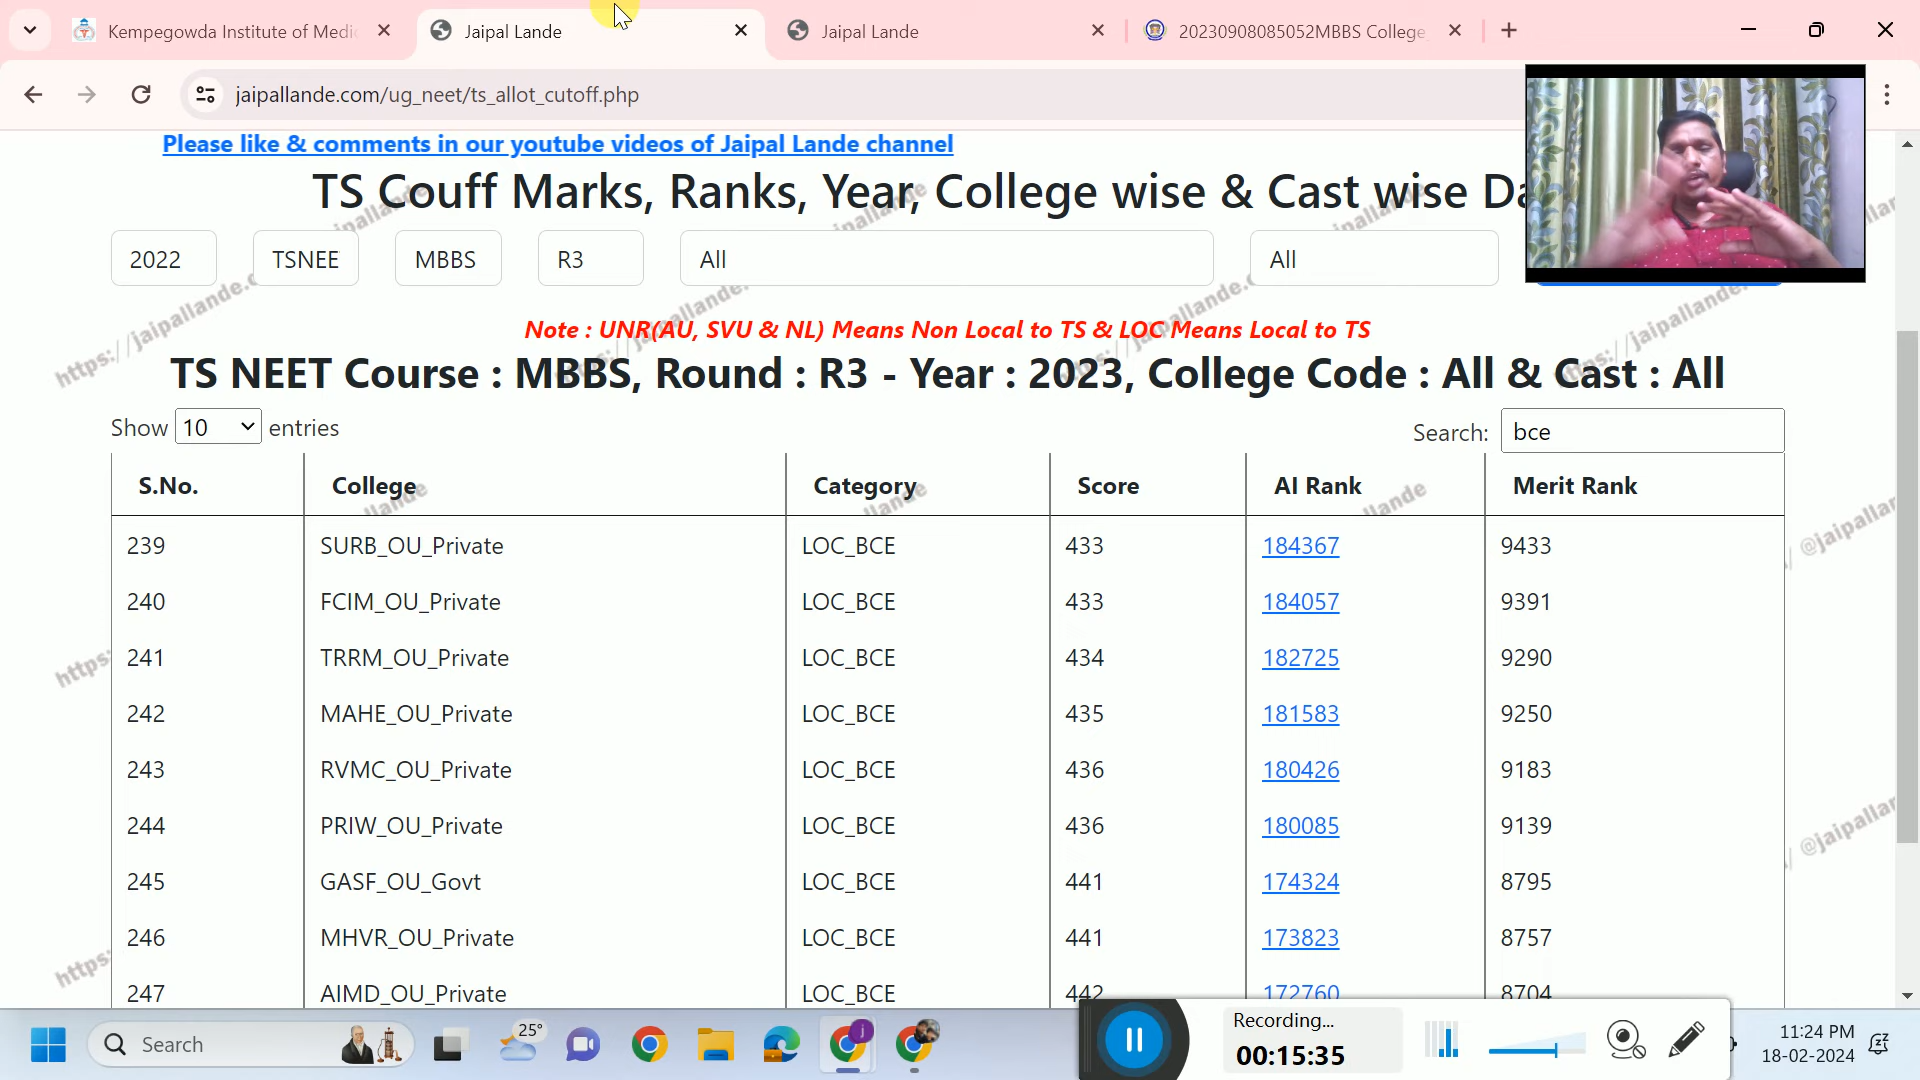 Kempegowda Institute of Medi
Jaipal Lande
Jaipal Lande
20230908085052MBBS College
jaipallande.com/ug_neet/ts_allot_cutoff.php
Please like & comments in our youtube videos of Jaipal Lande channel
TS Couff Marks, Ranks, Year, College wise & Cast wise Da
2022 TSNEE MBBS R3 All All
Note : UNR(AU, SVU & NL) Means Non Local to TS & LOC Means Local to TS
TS NEET Course : MBBS, Round : R3 - Year : 2023, College Code : All & Cast : All
Show 10 entries Search: bce
S.No. College Category Score AI Rank Merit Rank
239 SURB_OU_Private LOC_BCE 433 184367 9433
240 FCIM_OU_Private LOC_BCE 433 184057 9391
241 TRRM_OU_Private LOC_BCE 434 182725 9290
242 MAHE_OU_Private LOC_BCE 435 181583 9250
243 RVMC_OU_Private LOC_BCE 436 180426 9183
244 PRIW_OU_Private LOC_BCE 436 180085 9139
245 GASF_OU_Govt LOC_BCE 441 174324 8795
246 MHVR_OU_Private LOC_BCE 441 173823 8757
247 AIMD_OU_Private LOC_BCE 442 172760 8704
Search
25°
Recording...
00:15:35
11:24 PM
18-02-2024